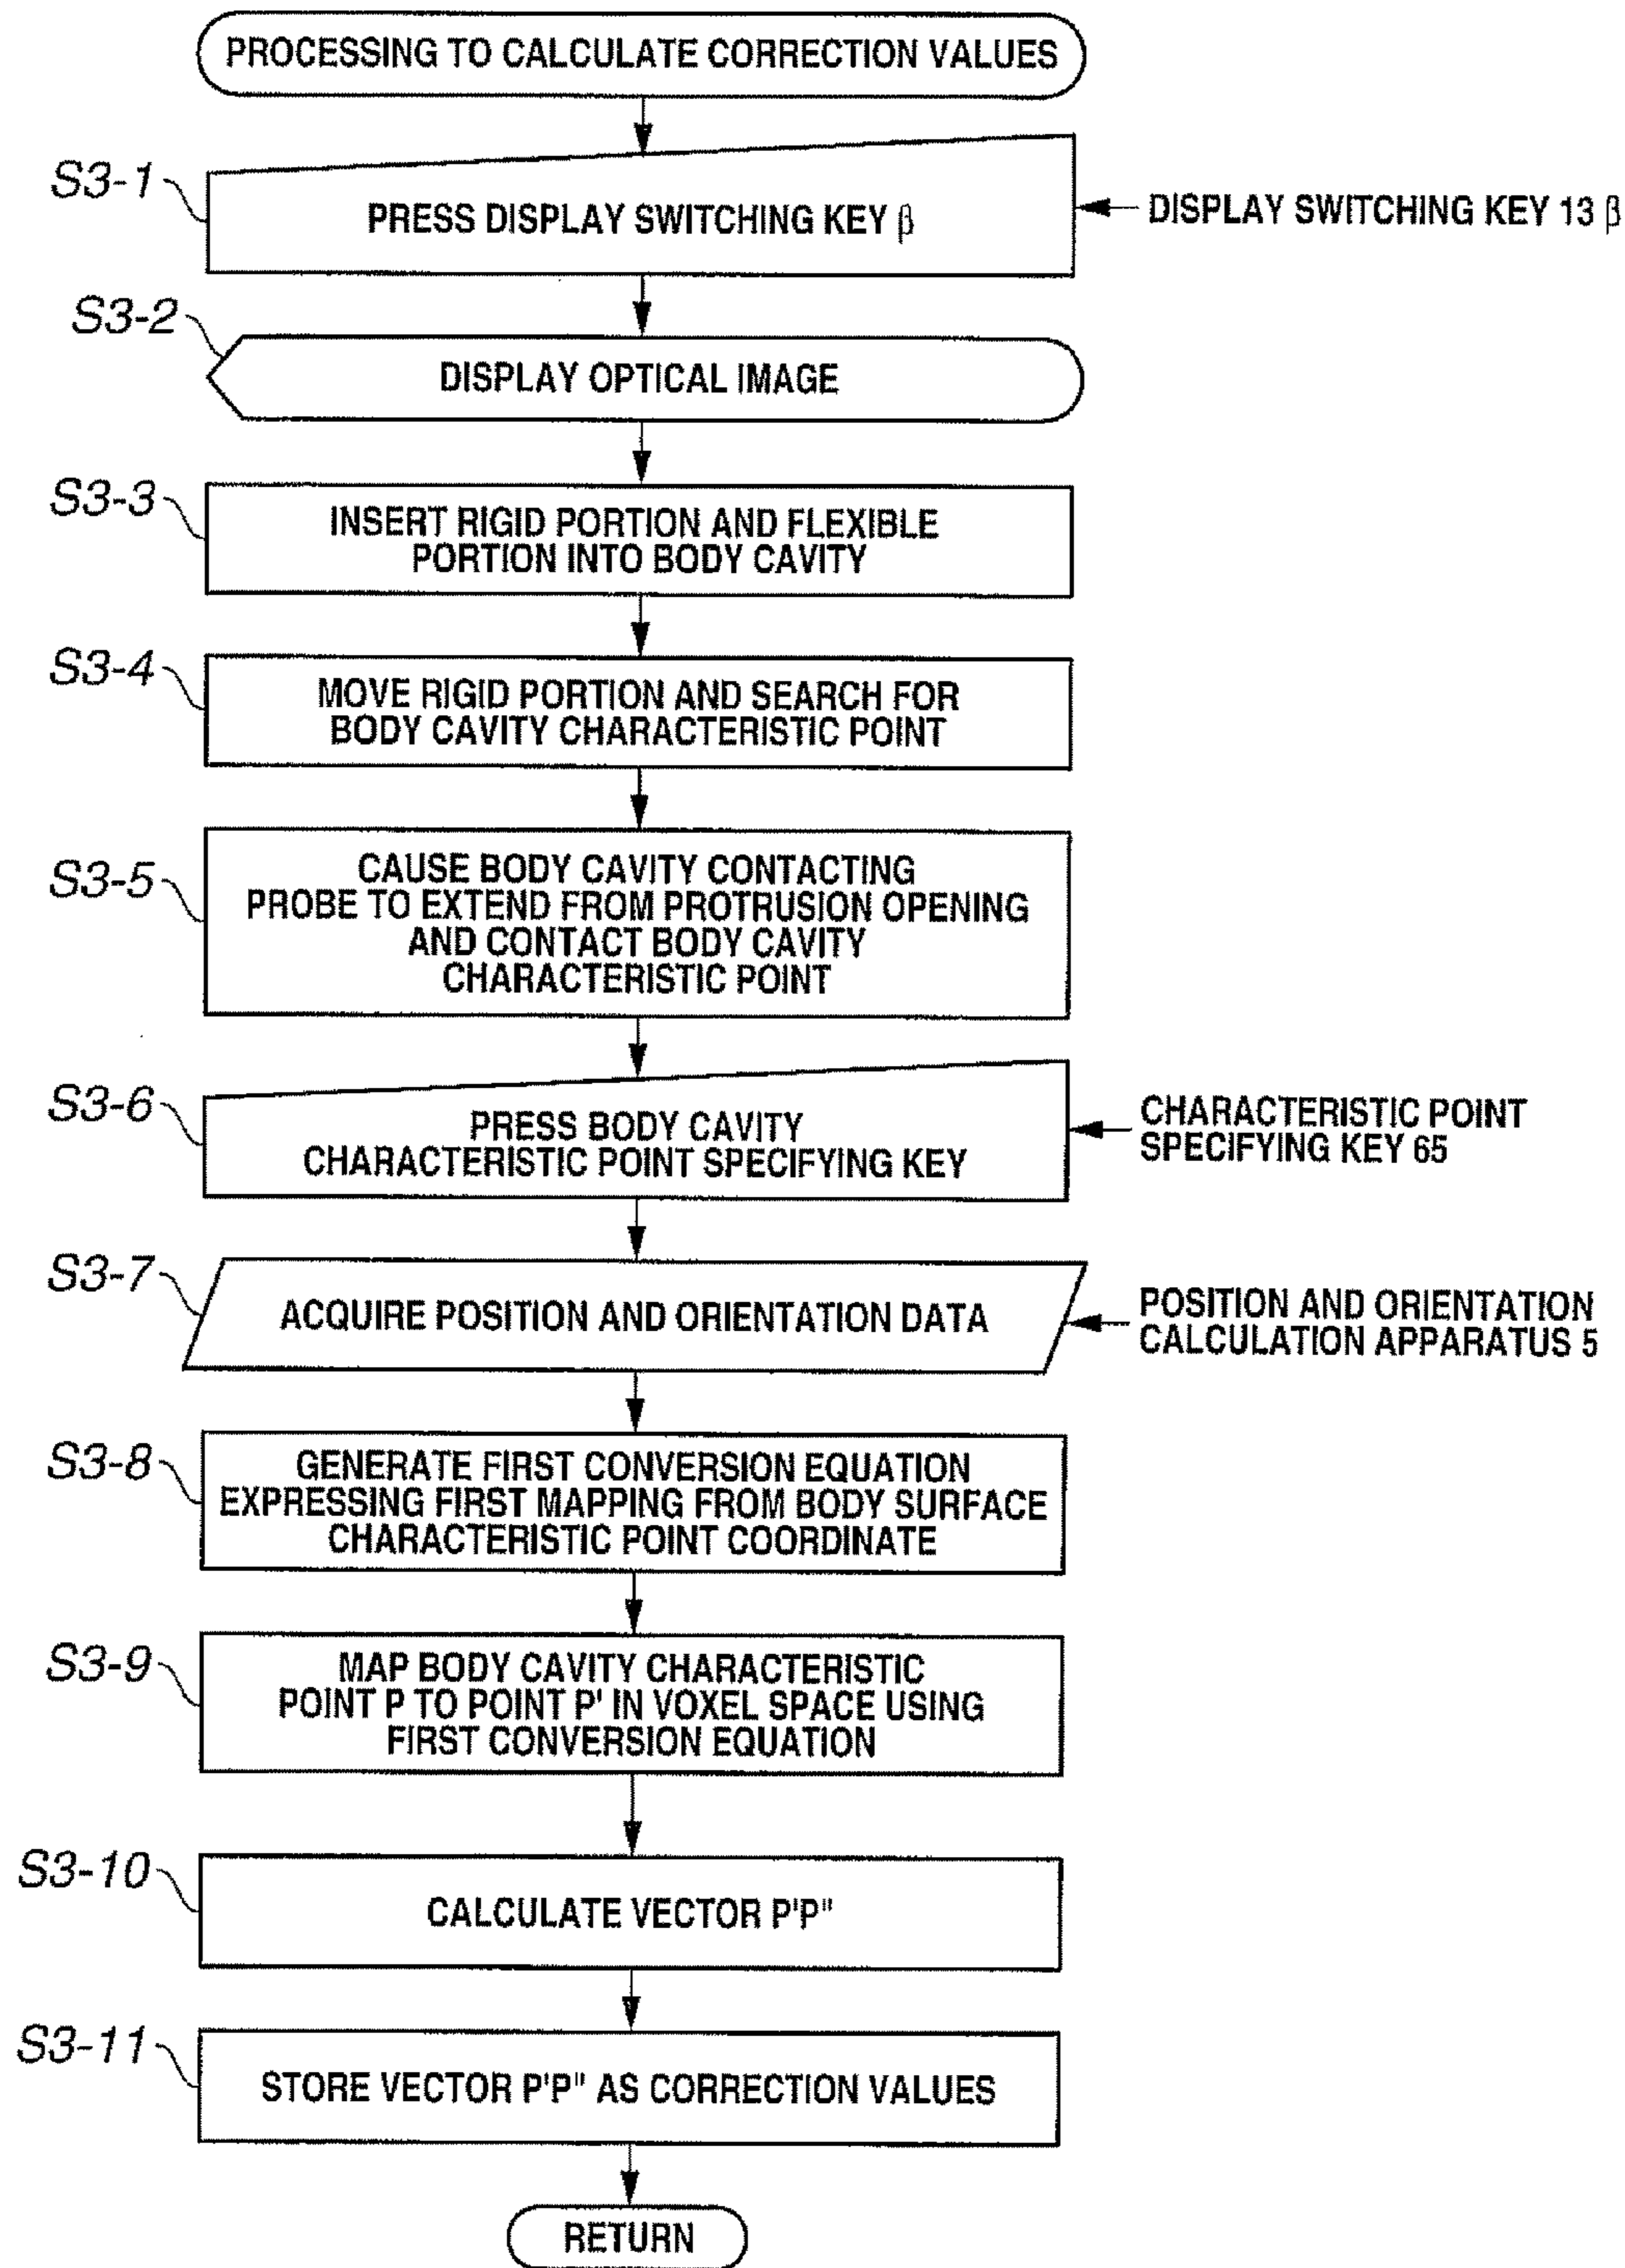 PROCESSING TO CALCULATE CORRECTION VALUES
S3-1
PRESS DISPLAY SWITCHING KEY β
DISPLAY SWITCHING KEY 13 β
S3-2
DISPLAY OPTICAL IMAGE
S3-3
INSERT RIGID PORTION AND FLEXIBLE
PORTION INTO BODY CAVITY
S3-4
MOVE RIGID PORTION AND SEARCH FOR
BODY CAVITY CHARACTERISTIC POINT
S3-5
CAUSE BODY CAVITY CONTACTING
PROBE TO EXTEND FROM PROTRUSION OPENING
AND CONTACT BODY CAVITY
CHARACTERISTIC POINT
S3-6
PRESS BODY CAVITY
CHARACTERISTIC POINT SPECIFYING KEY
CHARACTERISTIC POINT
SPECIFYING KEY 65
S3-7
ACQUIRE POSITION AND ORIENTATION DATA
POSITION AND ORIENTATION
CALCULATION APPARATUS 5
S3-8
GENERATE FIRST CONVERSION EQUATION
EXPRESSING FIRST MAPPING FROM BODY SURFACE
CHARACTERISTIC POINT COORDINATE
S3-9
MAP BODY CAVITY CHARACTERISTIC
POINT P TO POINT P' IN VOXEL SPACE USING
FIRST CONVERSION EQUATION
S3-10
CALCULATE VECTOR P'P"
S3-11
STORE VECTOR P'P" AS CORRECTION VALUES
RETURN